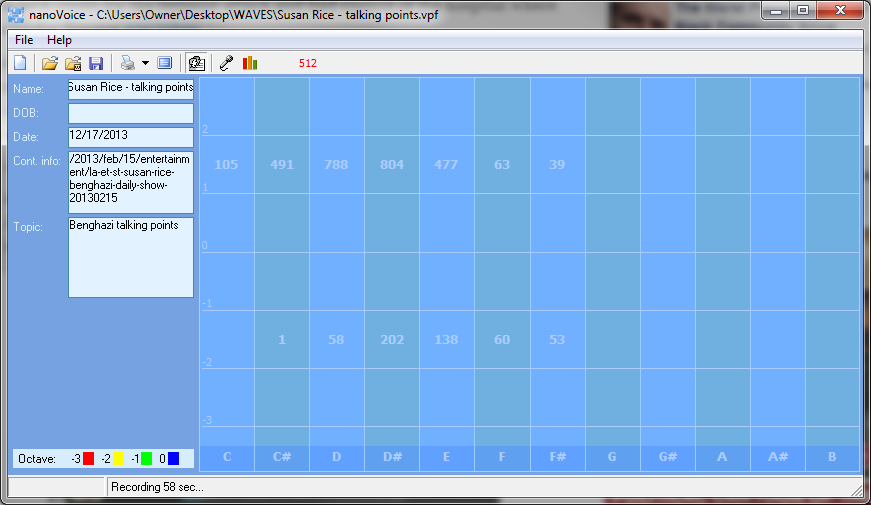 nanoVoice - C:\Users\Owner\Desktop\WAVES\Susan Rice - talking points.vpf
File Help
512
Name: Susan Rice - talking points
DOB:
Date: 12/17/2013
Cont. info: /2013/feb/15/entertainm
ent/la-et-st-susan-rice-
benghazi-daily-show-
20130215
Topic: Benghazi talking points
2
105 491 788 804 477 63 39
1
0
-1
1 58 202 138 60 53
-2
-3
C C# D D# E F F# G G# A A# B
Octave: -3 -2 -1 0
Recording 58 sec...